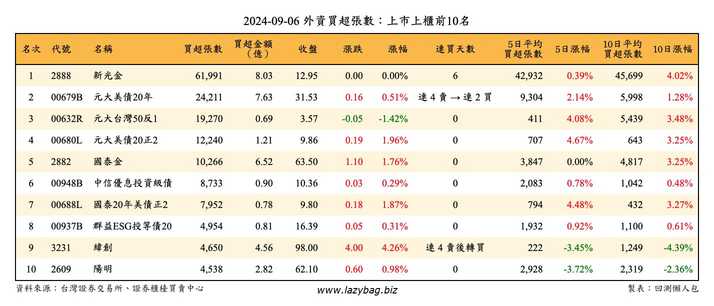 2024-09-06 外資買超張數：上市上櫃前10名
名次 代號 名稱 買超張數 買超金額（億） 收盤 漲跌 漲幅 連買天數 5日平均買超張數 5日漲幅 10日平均買超張數 10日漲幅
1 2888 新光金 61,991 8.03 12.95 0.00 0.00% 6 42,932 0.39% 45,699 4.02%
2 00679B 元大美債20年 24,211 7.63 31.53 0.16 0.51% 連 4 賣 → 連 2 買 9,304 2.14% 5,998 1.28%
3 00632R 元大台灣50反1 19,270 0.69 3.57 -0.05 -1.42% 0 411 4.08% 5,439 3.48%
4 00680L 元大美債20正2 12,240 1.21 9.86 0.19 1.96% 0 707 4.67% 643 3.25%
5 2882 國泰金 10,266 6.52 63.50 1.10 1.76% 0 3,847 0.00% 4,817 3.25%
6 00948B 中信優息投資級債 8,733 0.90 10.36 0.03 0.29% 0 2,083 0.78% 1,042 0.48%
7 00688L 國泰20年美債正2 7,952 0.78 9.80 0.18 1.87% 0 794 4.48% 432 3.27%
8 00937B 群益ESG投等債20 4,954 0.81 16.39 0.05 0.31% 0 1,932 0.92% 1,100 0.61%
9 3231 緯創 4,650 4.56 98.00 4.00 4.26% 連 4 賣後轉買 222 -3.45% 1,249 -4.39%
10 2609 陽明 4,538 2.82 62.10 0.60 0.98% 0 2,928 -3.72% 2,319 -2.36%
資料來源：台灣證券交易所、證券櫃檯買賣中心 www.lazybag.biz 製表：回測懶人包